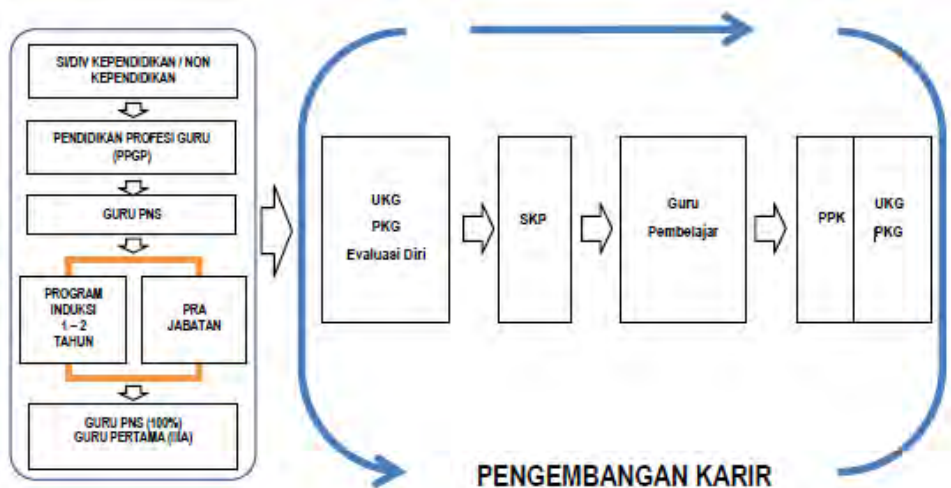 SI/DIV KEPENDIDIKAN / NON
KEPENDIDIKAN
PENDIDIKAN PROFESI GURU
(PPGP)
GURU PNS
PROGRAM
INDUKSI
1 – 2
TAHUN
PRA
JABATAN
GURU PNS (100%)
GURU PERTAMA (IIIA)
UKG
PKG
Evaluasi Diri
SKP
Guru
Pembelajar
PPK
UKG
PKG
PENGEMBANGAN KARIR